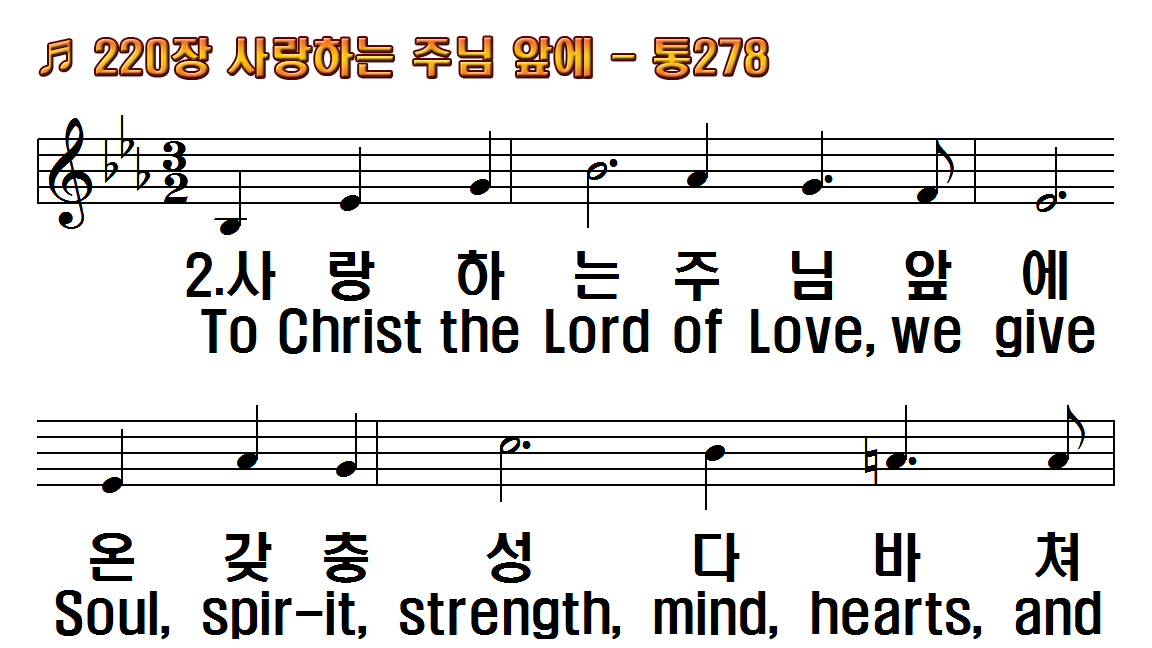 ♬ 220장 사랑하는 주님 앞에 - 통278
3
2
2.사 랑 하 는 주 님 앞 에
To Christ the Lord of Love, we give
온 갖 충 성 다 바 쳐
Soul, spir-it, strength, mind, hearts, and